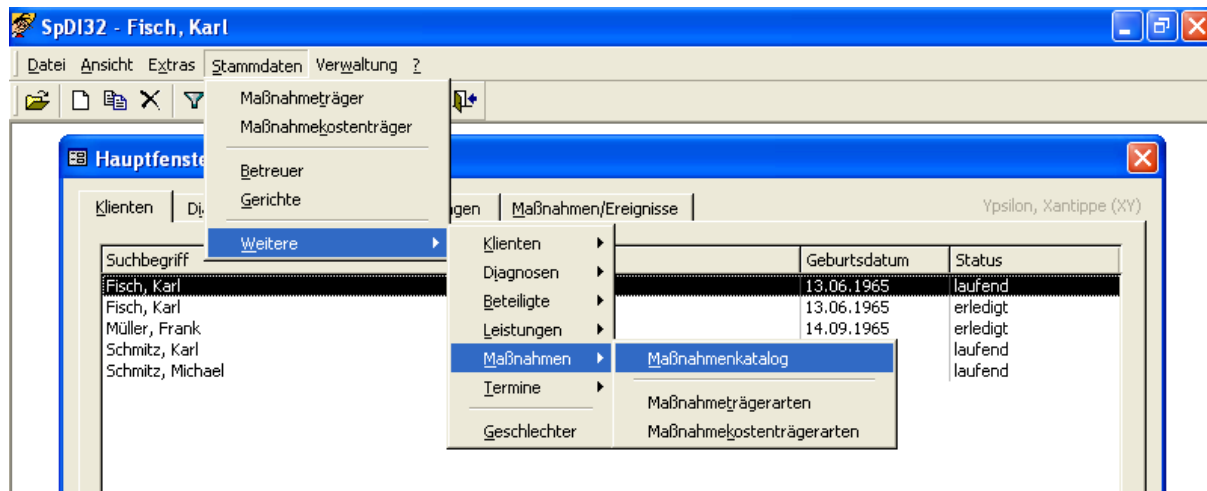 SpDI32 - Fisch, Karl
Datei Ansicht Extras Stammdaten Verwaltung ?
Maßnahmeträger
Maßnahmekostenträger
Betreuer
Gerichte
Weitere
Hauptfenste
Klienten Di gen Maßnahmen/Ereignisse Ypsilon, Xantippe (XY)
Klienten
Diagnosen
Beteiligte
Leistungen
Maßnahmen
Termine
Geschlechter
Maßnahmenkatalog
Maßnahmeträgerarten
Maßnahmekostenträgerarten
Suchbegriff Geburtsdatum Status
Fisch, Karl 13.06.1965 laufend
Fisch, Karl 13.06.1965 erledigt
Müller, Frank 14.09.1965 erledigt
Schmitz, Karl laufend
Schmitz, Michael laufend